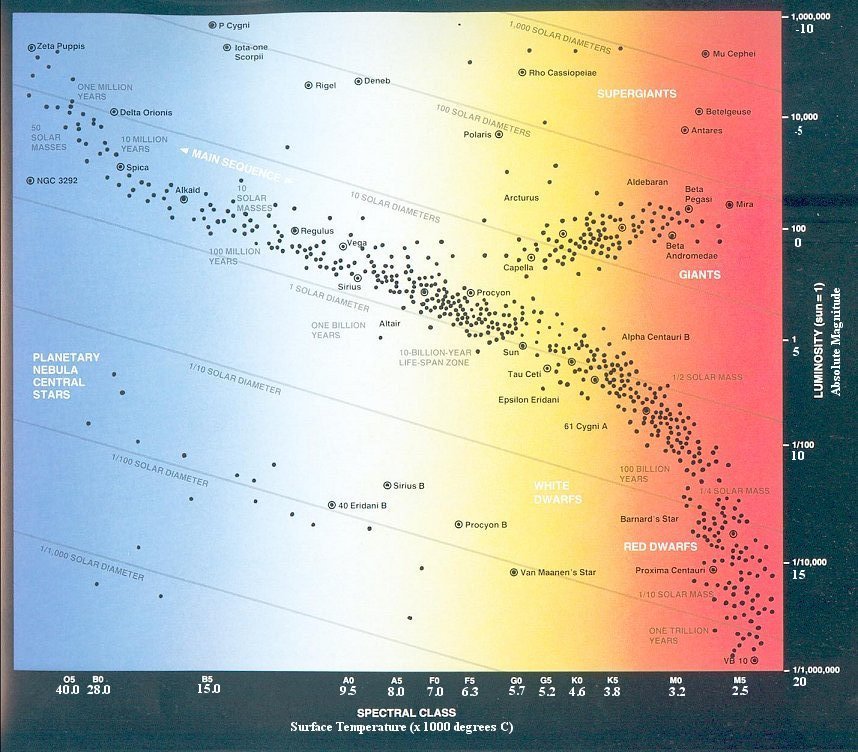 P Cygni
1,000 SOLAR DIAMETERS
1,000,000
-10
Zeta Puppis
Iota-one
Scorpii
Mu Cephei
Rho Cassiopeiae
Deneb
Rigel
ONE MILLION
YEARS
SUPERGIANTS
Delta Orionis
100 SOLAR DIAMETERS
Betelgeuse
10,000
-5
50
SOLAR
MASSES
10 MILLION
YEARS
Polaris
Antares
MAIN SEQUENCE
Spica
NGC 3292
Alkaid
10
SOLAR
MASSES
10 SOLAR DIAMETERS
Arcturus
Aldebaran
Beta
Pegasi
Mira
Regulus
100
0
Vega
100 MILLION
YEARS
Beta
Andromedae
Capella
GIANTS
Sirius
Procyon
1 SOLAR DIAMETER
ONE BILLION
YEARS
Altair
Alpha Centauri B
1
5
10-BILLION-YEAR
LIFE-SPAN ZONE
Sun
PLANETARY
NEBULA
CENTRAL
STARS
1/10 SOLAR DIAMETER
Tau Ceti
1/2 SOLAR MASS
Epsilon Eridani
61 Cygni A
LUMINOSITY (sun = 1)
Absolute Magnitude
1/100
10
1/100 SOLAR DIAMETER
100 BILLION
YEARS
Sirius B
WHITE
DWARFS
1/4 SOLAR MASS
40 Eridani B
Procyon B
Barnard's Star
RED DWARFS
1/1,000 SOLAR DIAMETER
Van Maanen's Star
Proxima Centauri
1/10,000
15
1/10 SOLAR MASS
ONE TRILLION
YEARS
VB 10
1/1,000,000
20
O5 B0 B5 A0 A5 F0 F5 G0 G5 K0 K5 M0 M5
40.0 28.0 15.0 9.5 8.0 7.0 6.3 5.7 5.2 4.6 3.8 3.2 2.5
SPECTRAL CLASS
Surface Temperature (x 1000 degrees C)